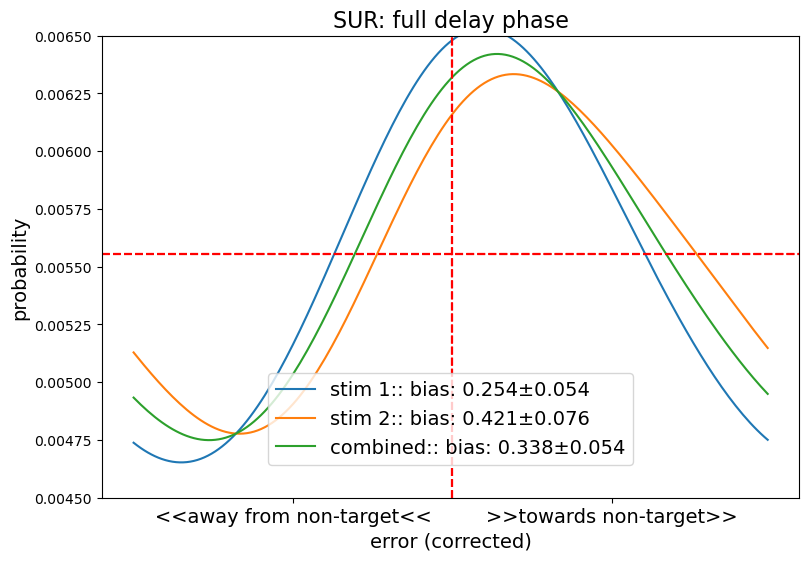 SUR: full delay phase
0.00650
0.00625
0.00600
0.00575
0.00550
0.00525
0.00500
0.00475
0.00450
probability
stim 1:: bias: 0.254±0.054
stim 2:: bias: 0.421±0.076
combined:: bias: 0.338±0.054
<<away from non-target<< >>towards non-target>>
error (corrected)